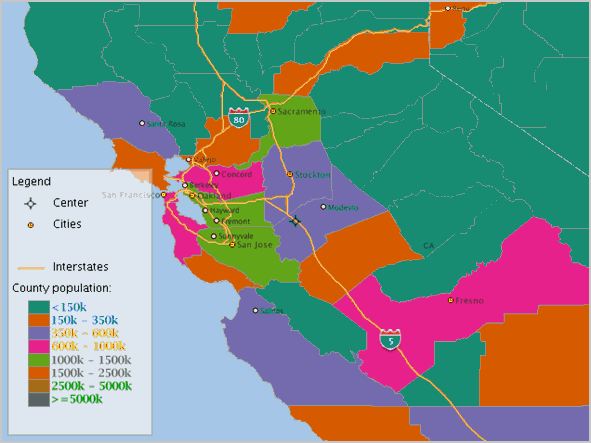 Reno
Santa Rosa
80
Sacramento
Vallejo
Concord
Stockton
Berkeley
San Francisco
Oakland
Hayward
Modesto
Fremont
Sunnyvale
San Jose
CA
Fresno
Salinas
5
Legend
Center
Cities
Interstates
County population:
<150k
150k - 350k
350k - 600k
600k - 1000k
1000k - 1500k
1500k - 2500k
2500k - 5000k
>=5000k